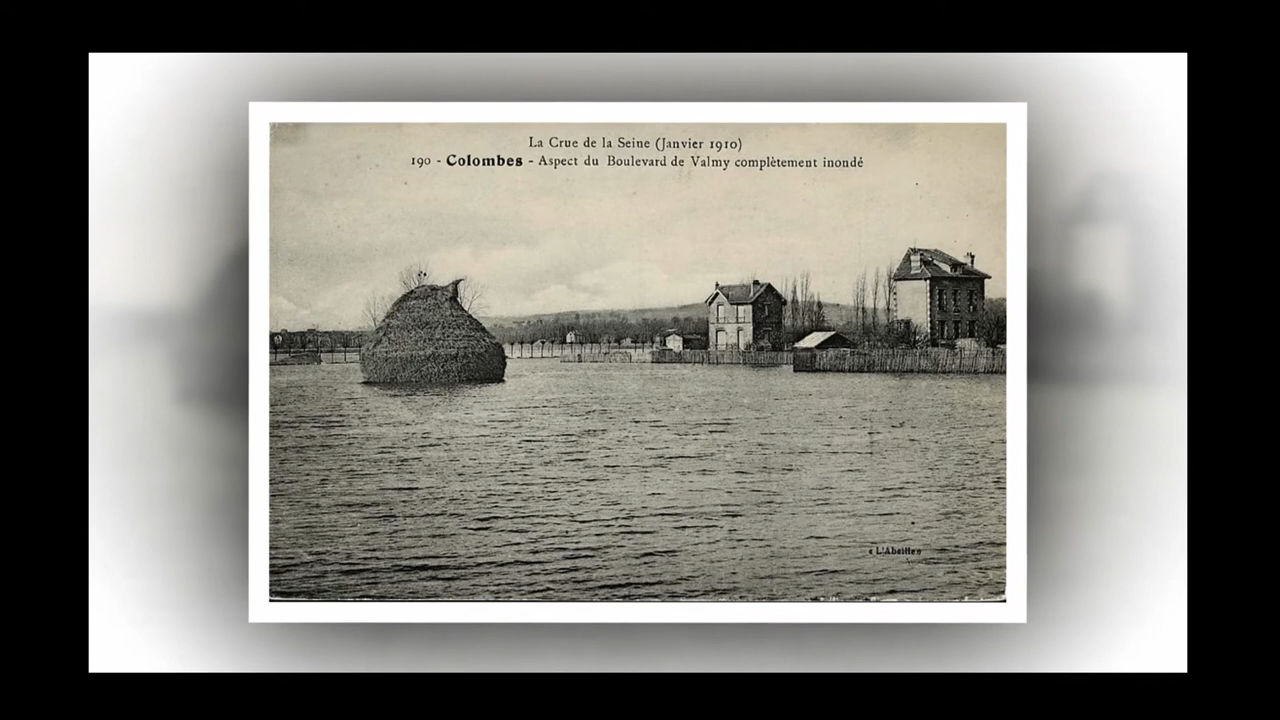 La Crue de la Seine (Janvier 1910)
190 - Colombes - Aspect du Boulevard de Valmy complètement inondé
« L'Abeille »